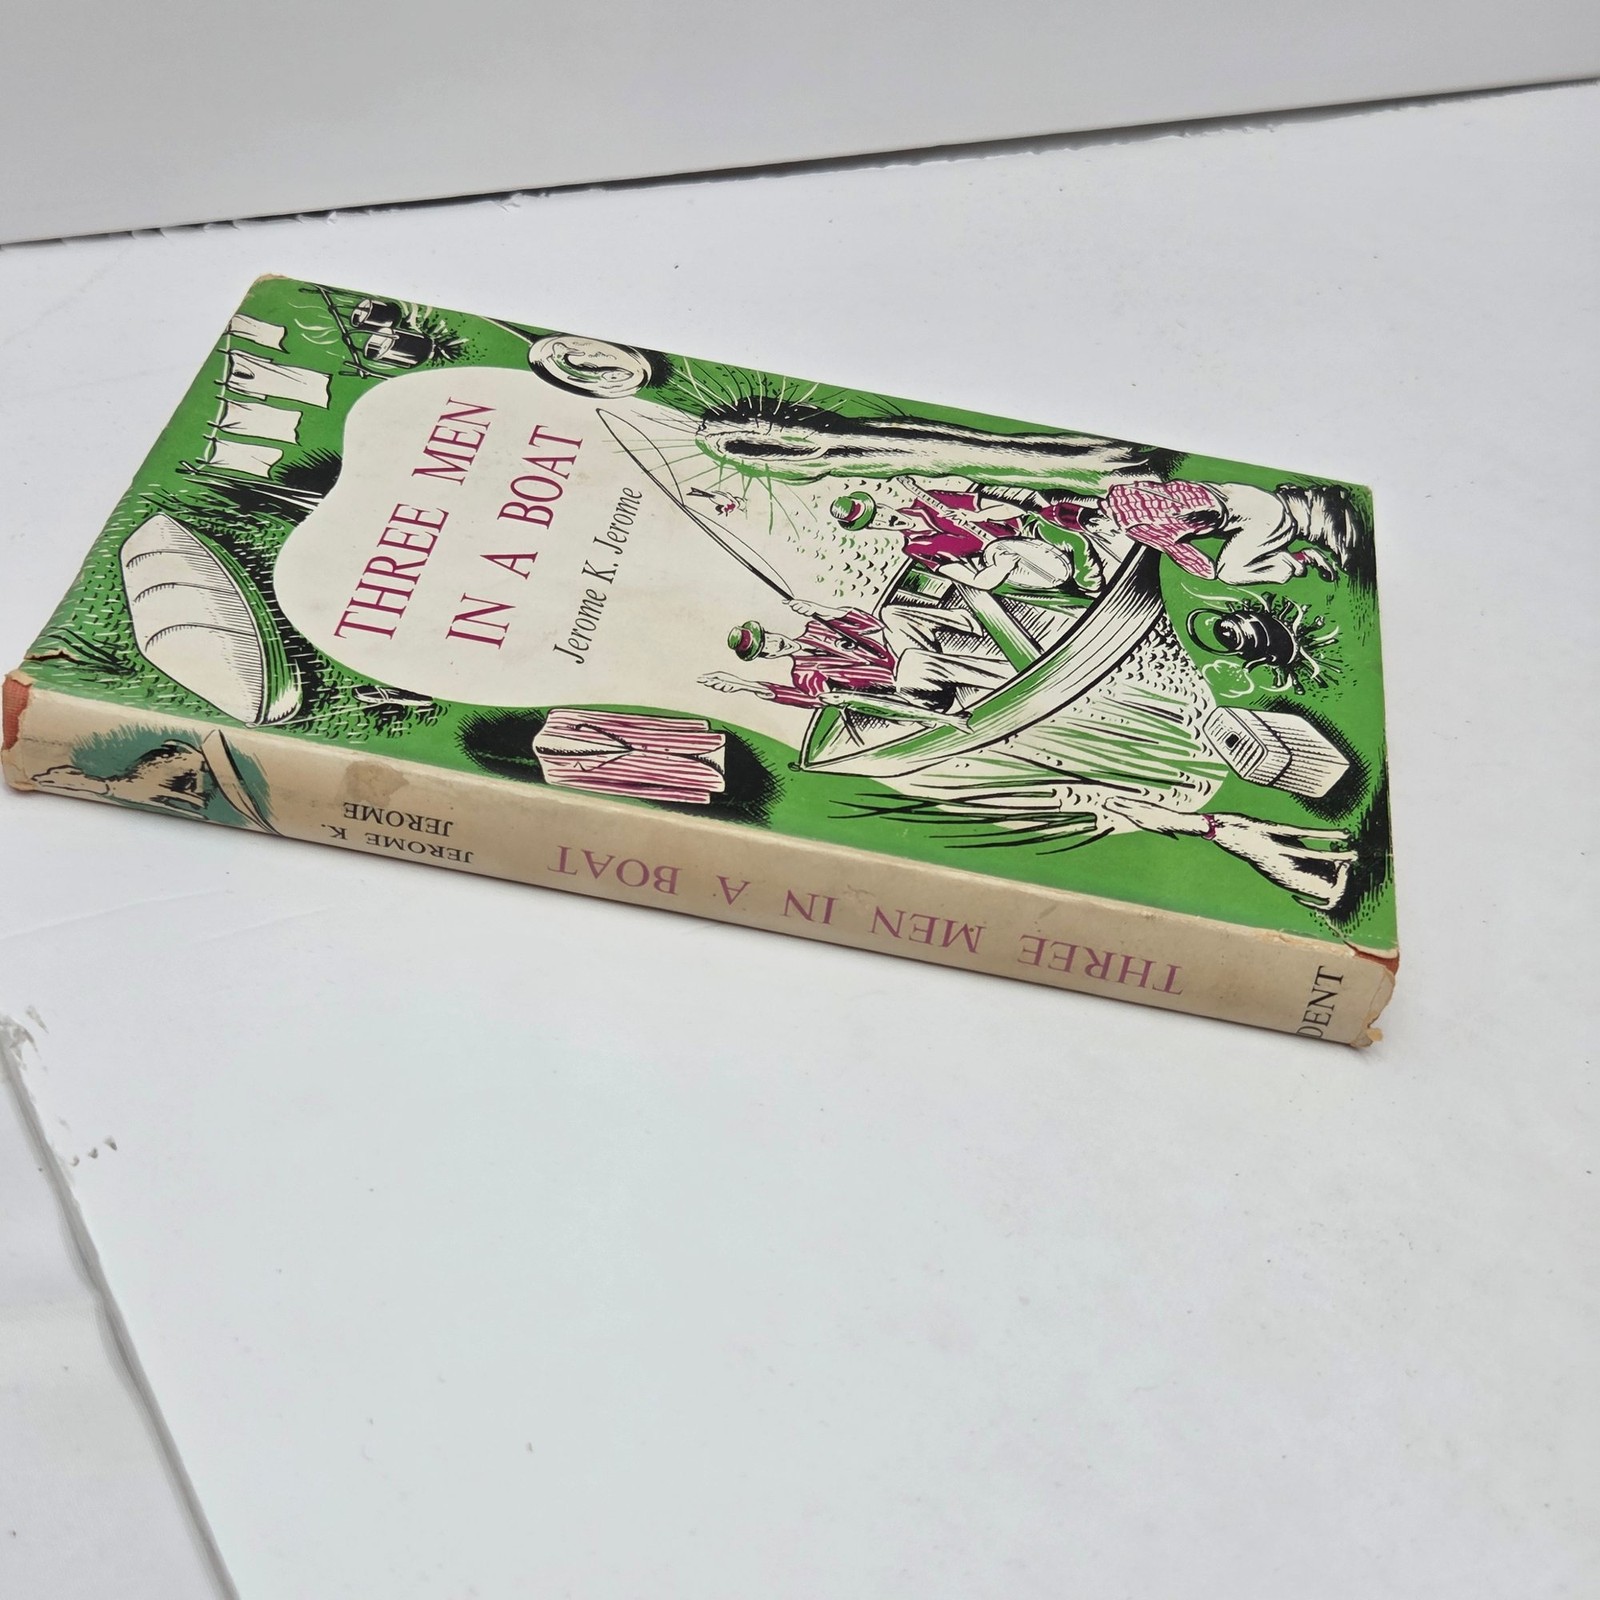 THREE MEN
IN A BOAT
Jerome K. Jerome
JEROME K.
JEROME
THREE MEN IN A BOAT
DENT